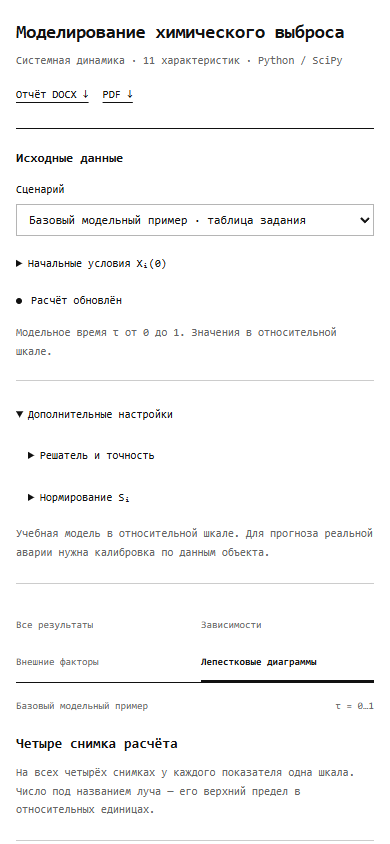 Моделирование химического выброса
Системная динамика · 11 характеристик · Python / SciPy
Отчёт DOCX ↓ PDF ↓
Исходные данные
Сценарий
Базовый модельный пример · таблица задания
▶ Начальные условия Xᵢ(0)
● Расчёт обновлён
Модельное время τ от 0 до 1. Значения в относительной
шкале.
▼ Дополнительные настройки
▶ Решатель и точность
▶ Нормирование Sᵢ
Учебная модель в относительной шкале. Для прогноза реальной
аварии нужна калибровка по данным объекта.
Все результаты Зависимости
Внешние факторы Лепестковые диаграммы
Базовый модельный пример τ = 0…1
Четыре снимка расчёта
На всех четырёх снимках у каждого показателя одна шкала.
Число под названием луча — его верхний предел в
относительных единицах.